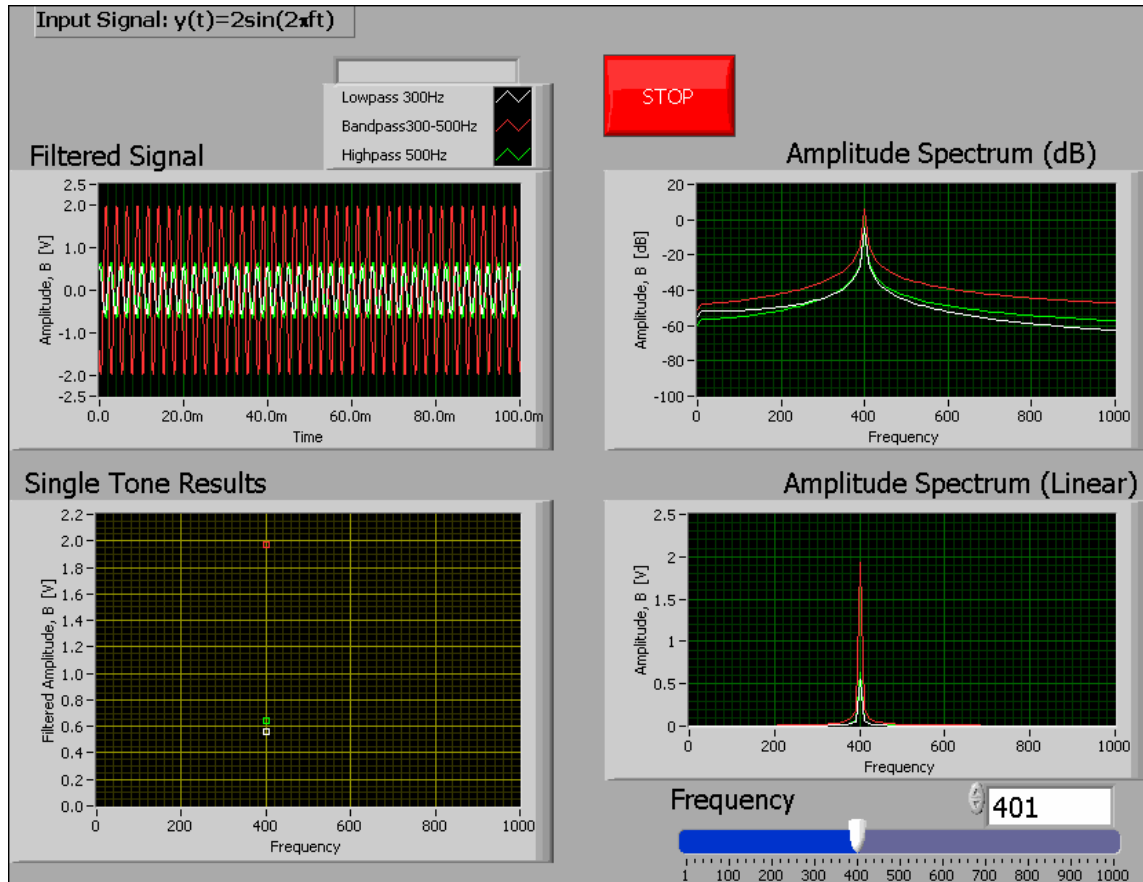 Input Signal: y(t)=2sin(2πft)
Lowpass 300Hz
Bandpass300-500Hz
Highpass 500Hz
STOP
Filtered Signal
2.5
2.0
1.0
0.0
-1.0
-2.0
-2.5
Amplitude, B [V]
0.0 20.0m 40.0m 60.0m 80.0m 100.0m
Time
Amplitude Spectrum (dB)
20
0
-20
-40
-60
-80
-100
Amplitude, B [dB]
0 200 400 600 800 1000
Frequency
Single Tone Results
2.2
2.0
1.8
1.6
1.4
1.2
1.0
0.8
0.6
0.4
0.2
0.0
Filtered Amplitude, B [V]
0 200 400 600 800 1000
Frequency
Amplitude Spectrum (Linear)
2.5
2
1.5
1
0.5
0
Amplitude, B [V]
0 200 400 600 800 1000
Frequency
Frequency
401
1 100 200 300 400 500 600 700 800 900 1000